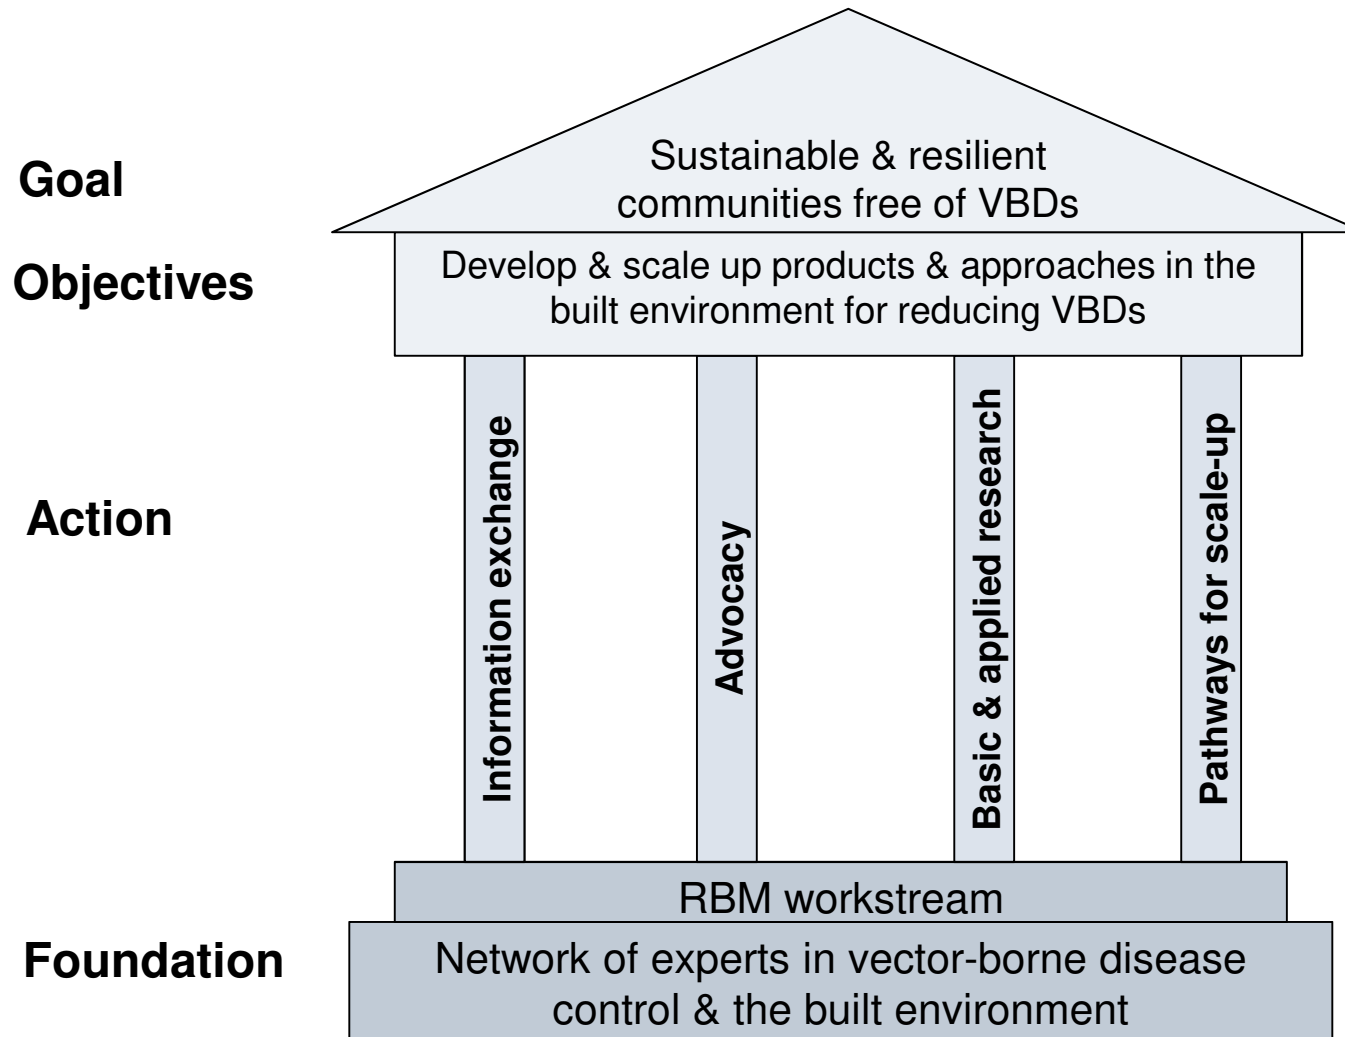 Goal
Sustainable & resilient
communities free of VBDs
Objectives
Develop & scale up products & approaches in the
built environment for reducing VBDs
Action
Information exchange
Advocacy
Basic & applied research
Pathways for scale-up
RBM workstream
Foundation
Network of experts in vector-borne disease
control & the built environment